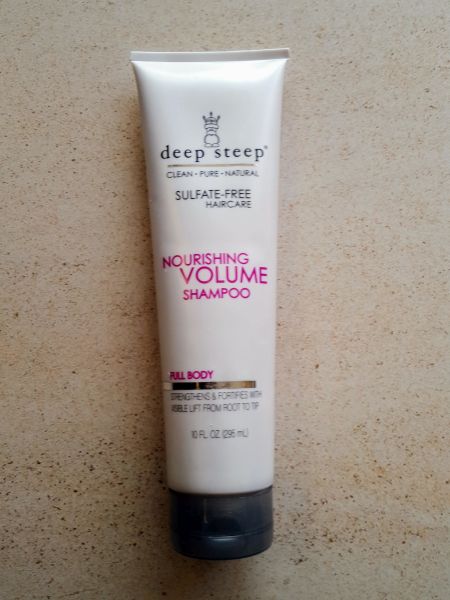 deep steep®
CLEAN • PURE • NATURAL
SULFATE-FREE
HAIRCARE
NOURISHING
VOLUME
SHAMPOO
FULL BODY
STRENGTHENS & FORTIFIES WITH
VISIBLE LIFT FROM ROOT TO TIP
10 FL. OZ. (295 mL)